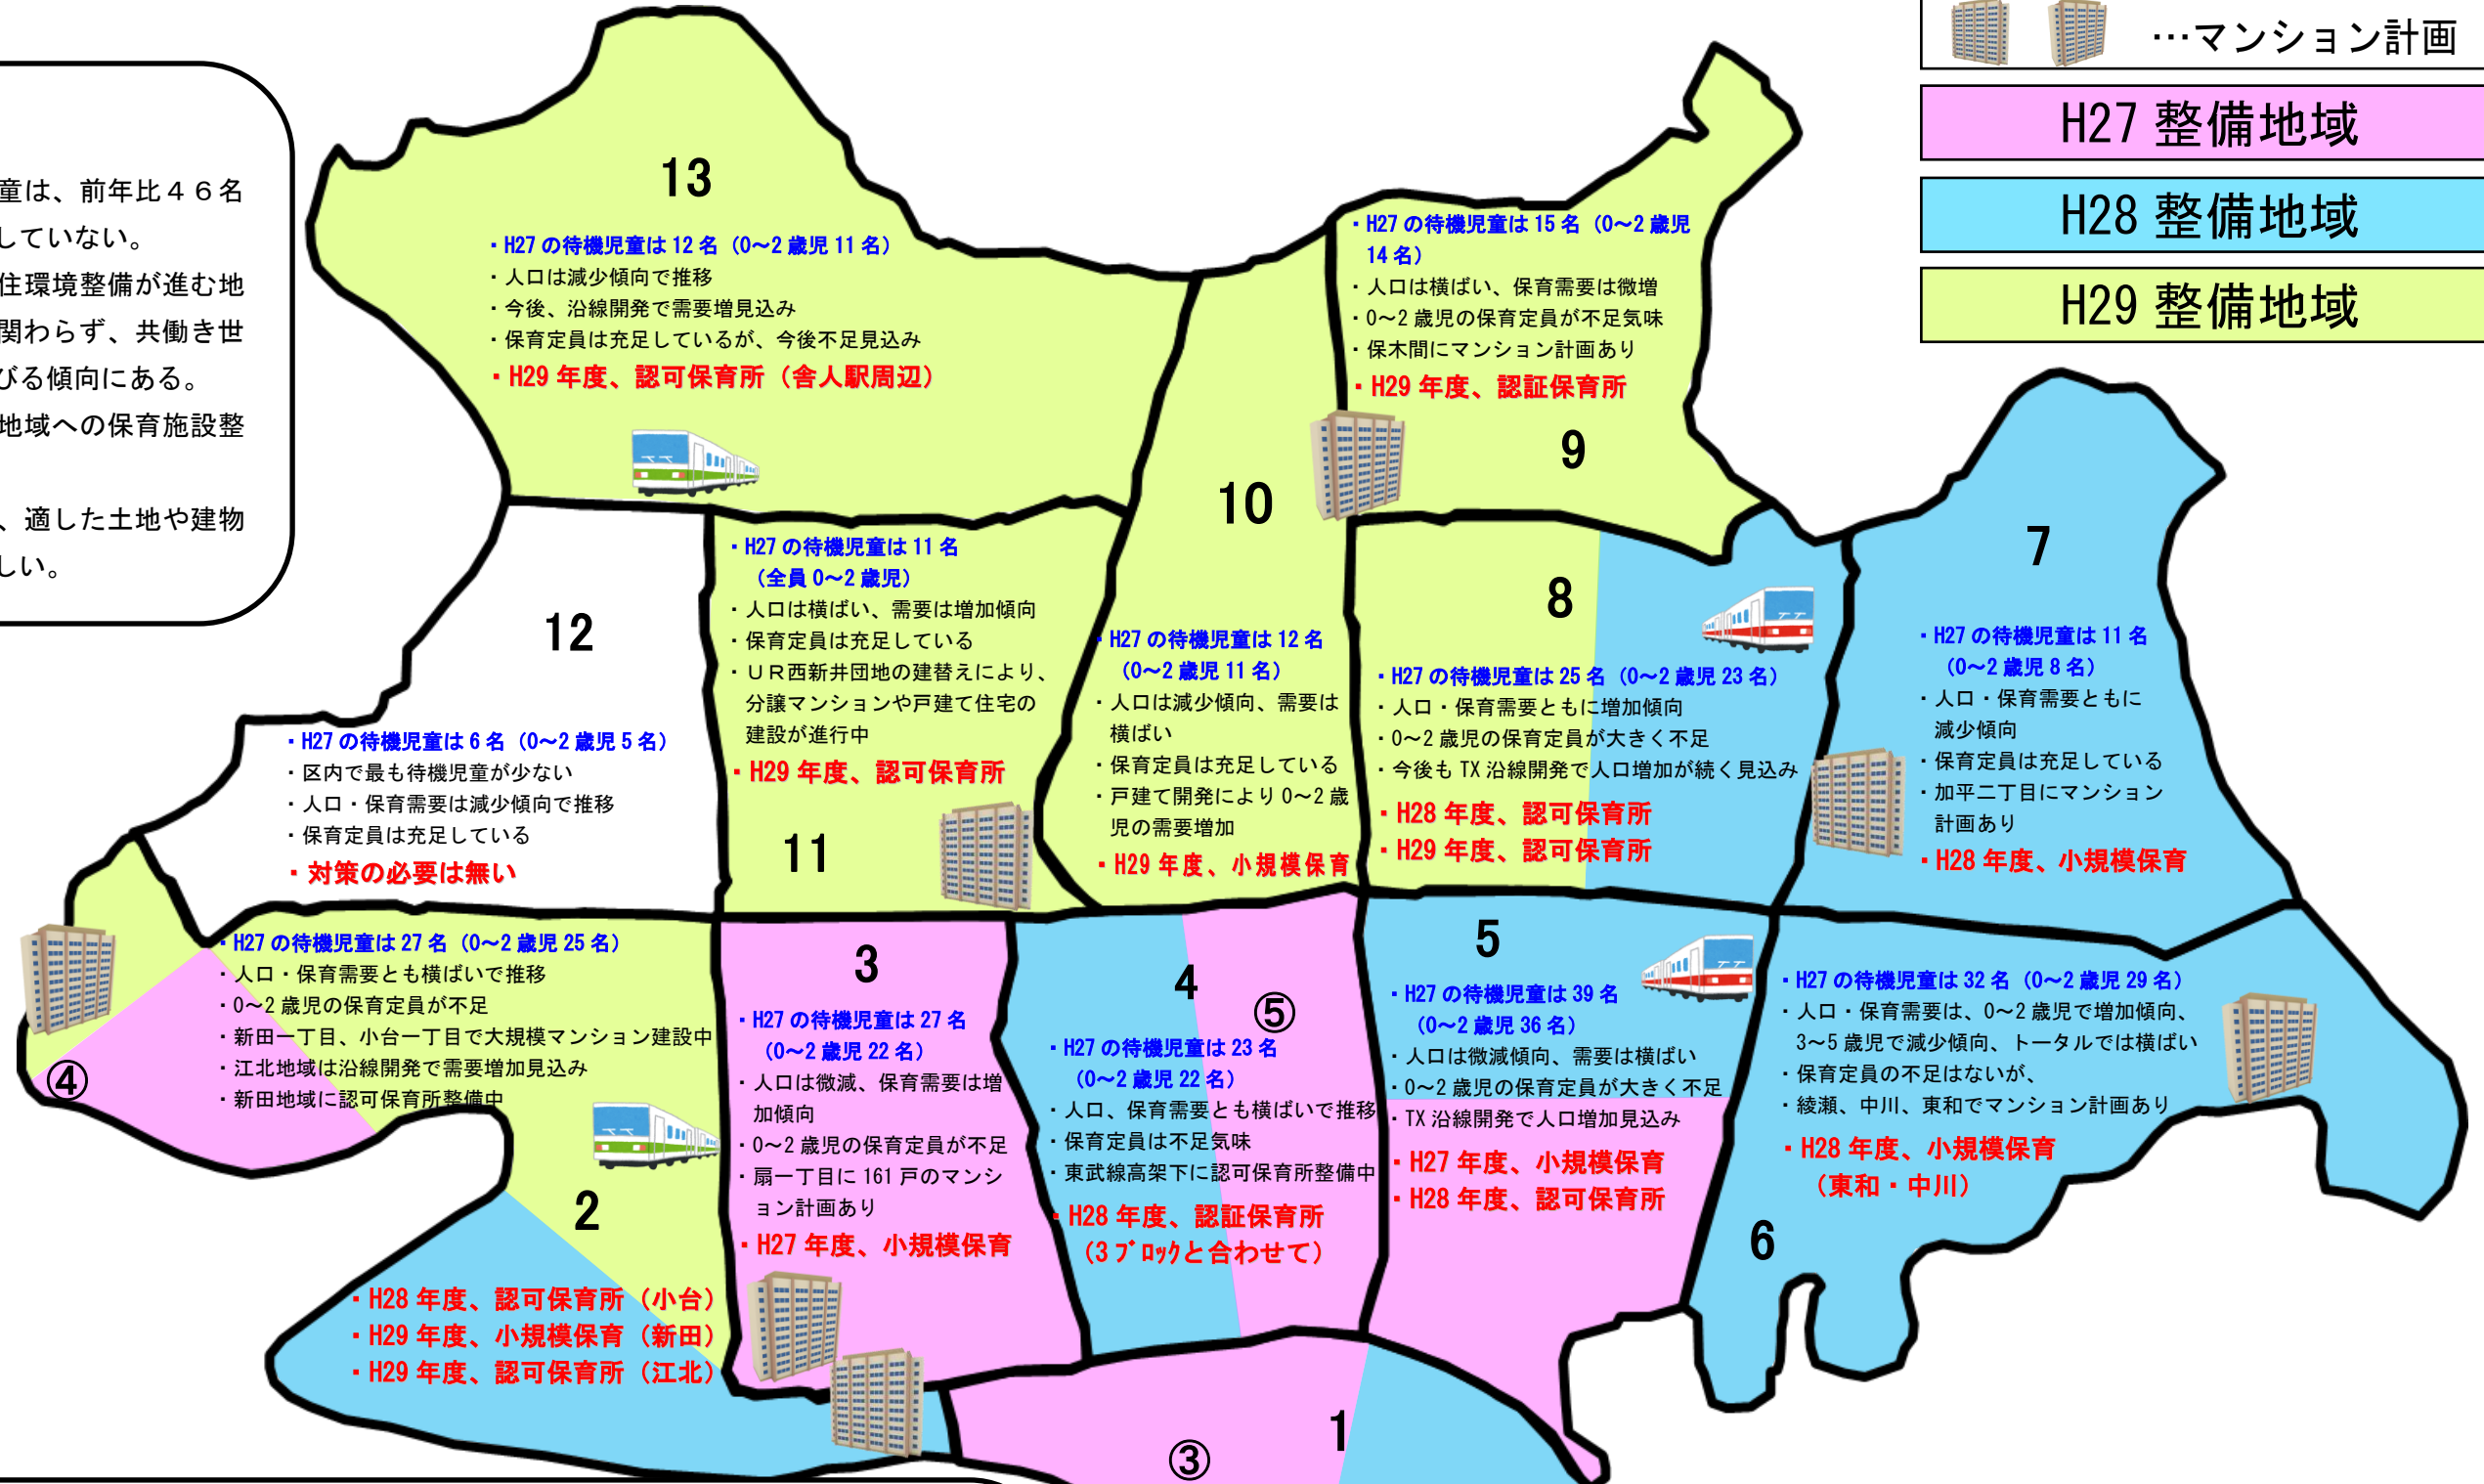 …マンション計画
H27 整備地域
H28 整備地域
H29 整備地域
童は、前年比４６名
していない。
住環境整備が進む地
関わらず、共働き世
びる傾向にある。
地域への保育施設整
、適した土地や建物
しい。
13
・H27 の待機児童は 12 名（0～2 歳児 11 名）
・人口は減少傾向で推移
・今後、沿線開発で需要増見込み
・保育定員は充足しているが、今後不足見込み
・H29 年度、認可保育所（舎人駅周辺）
・H27 の待機児童は 15 名（0～2 歳児
14 名）
・人口は横ばい、保育需要は微増
・0～2 歳児の保育定員が不足気味
・保木間にマンション計画あり
・H29 年度、認証保育所
9
10
・H27 の待機児童は 12 名
（0～2 歳児 11 名）
・人口は減少傾向、需要は
横ばい
・保育定員は充足している
・戸建て開発により 0～2 歳
児の需要増加
・H29 年度、小規模保育
8
・H27 の待機児童は 25 名（0～2 歳児 23 名）
・人口・保育需要ともに増加傾向
・0～2 歳児の保育定員が大きく不足
・今後も TX 沿線開発で人口増加が続く見込み
・H28 年度、認可保育所
・H29 年度、認可保育所
7
・H27 の待機児童は 11 名
（0～2 歳児 8 名）
・人口・保育需要ともに
減少傾向
・保育定員は充足している
・加平二丁目にマンション
計画あり
・H28 年度、小規模保育
・H27 の待機児童は 11 名
（全員 0～2 歳児）
・人口は横ばい、需要は増加傾向
・保育定員は充足している
・ＵＲ西新井団地の建替えにより、
分譲マンションや戸建て住宅の
建設が進行中
・H29 年度、認可保育所
11
12
・H27 の待機児童は 6 名（0～2 歳児 5 名）
・区内で最も待機児童が少ない
・人口・保育需要は減少傾向で推移
・保育定員は充足している
・対策の必要は無い
・H27 の待機児童は 27 名（0～2 歳児 25 名）
・人口・保育需要とも横ばいで推移
・0～2 歳児の保育定員が不足
・新田一丁目、小台一丁目で大規模マンション建設中
・江北地域は沿線開発で需要増加見込み
・新田地域に認可保育所整備中
④
2
・H28 年度、認可保育所（小台）
・H29 年度、小規模保育（新田）
・H29 年度、認可保育所（江北）
3
・H27 の待機児童は 27 名
（0～2 歳児 22 名）
・人口は微減、保育需要は増
加傾向
・0～2 歳児の保育定員が不足
・扇一丁目に 161 戸のマンシ
ョン計画あり
・H27 年度、小規模保育
4
⑤
・H27 の待機児童は 23 名
（0～2 歳児 22 名）
・人口、保育需要とも横ばいで推移
・保育定員は不足気味
・東武線高架下に認可保育所整備中
・H28 年度、認証保育所
（3 ﾌﾞﾛｯｸと合わせて）
5
・H27 の待機児童は 39 名
（0～2 歳児 36 名）
・人口は微減傾向、需要は横ばい
・0～2 歳児の保育定員が大きく不足
・TX 沿線開発で人口増加見込み
・H27 年度、小規模保育
・H28 年度、認可保育所
・H27 の待機児童は 32 名（0～2 歳児 29 名）
・人口・保育需要は、0～2 歳児で増加傾向、
3～5 歳児で減少傾向、トータルでは横ばい
・保育定員の不足はないが、
・綾瀬、中川、東和でマンション計画あり
・H28 年度、小規模保育
（東和・中川）
6
1
③